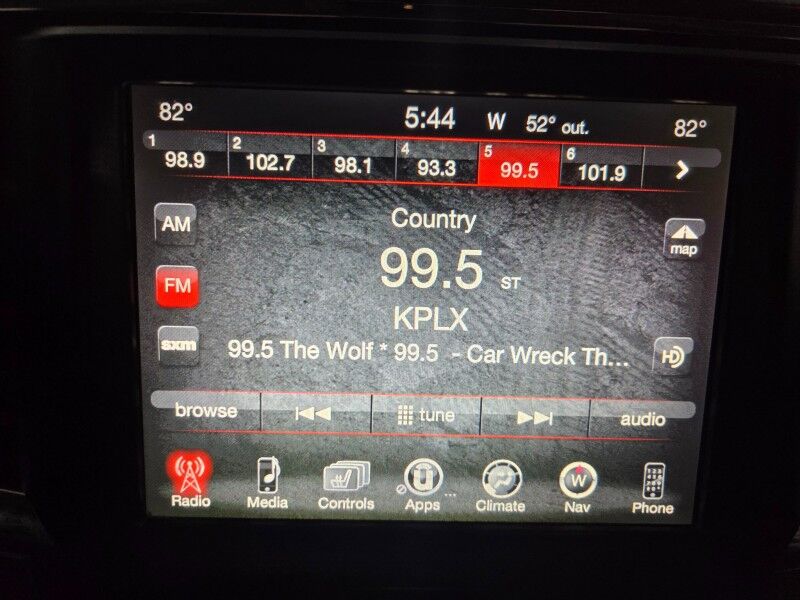 82° 5:44 W 52° out. 82°
1 98.9 2 102.7 3 98.1 4 93.3 5 99.5 6 101.9
AM Country map
99.5 ST
FM KPLX
sxm 99.5 The Wolf * 99.5 - Car Wreck Th... HD
browse tune audio
Radio Media Controls Apps ... Climate W Nav Phone